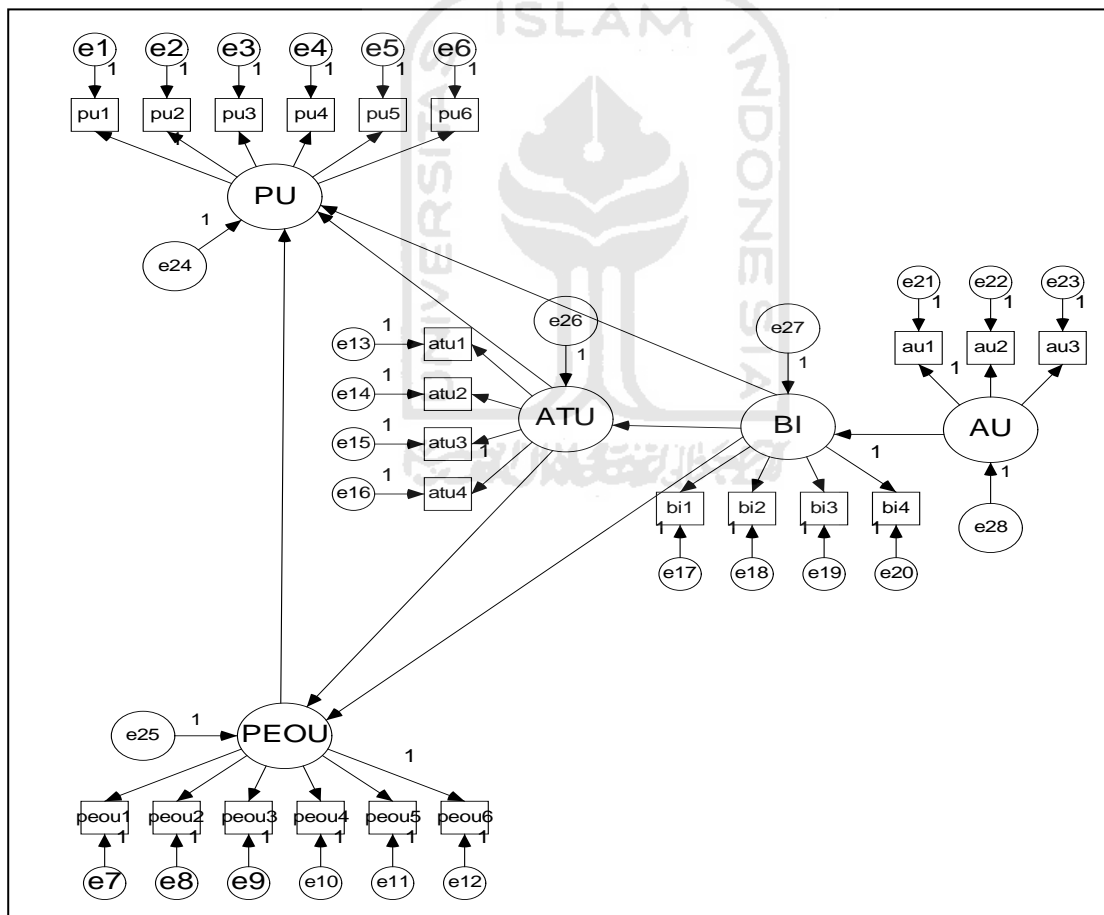 ISLAM
UNIVERSITAS
INDONESIA
e1 e2 e3 e4 e5 e6
1 1 1 1 1 1
pu1 pu2 pu3 pu4 pu5 pu6
1
PU
1
e24
e21 e22 e23
1 1 1
au1 au2 au3
1
AU
1
e28
e26
1
e27
1
e13 1 atu1
e14 1 atu2
e15 1 atu3 1
e16 1 atu4
ATU
BI
1
bi1 bi2 bi3 bi4
1 1 1 1
e17 e18 e19 e20
e25 1 PEOU
1
peou1 peou2 peou3 peou4 peou5 peou6
1 1 1 1 1 1
e7 e8 e9 e10 e11 e12